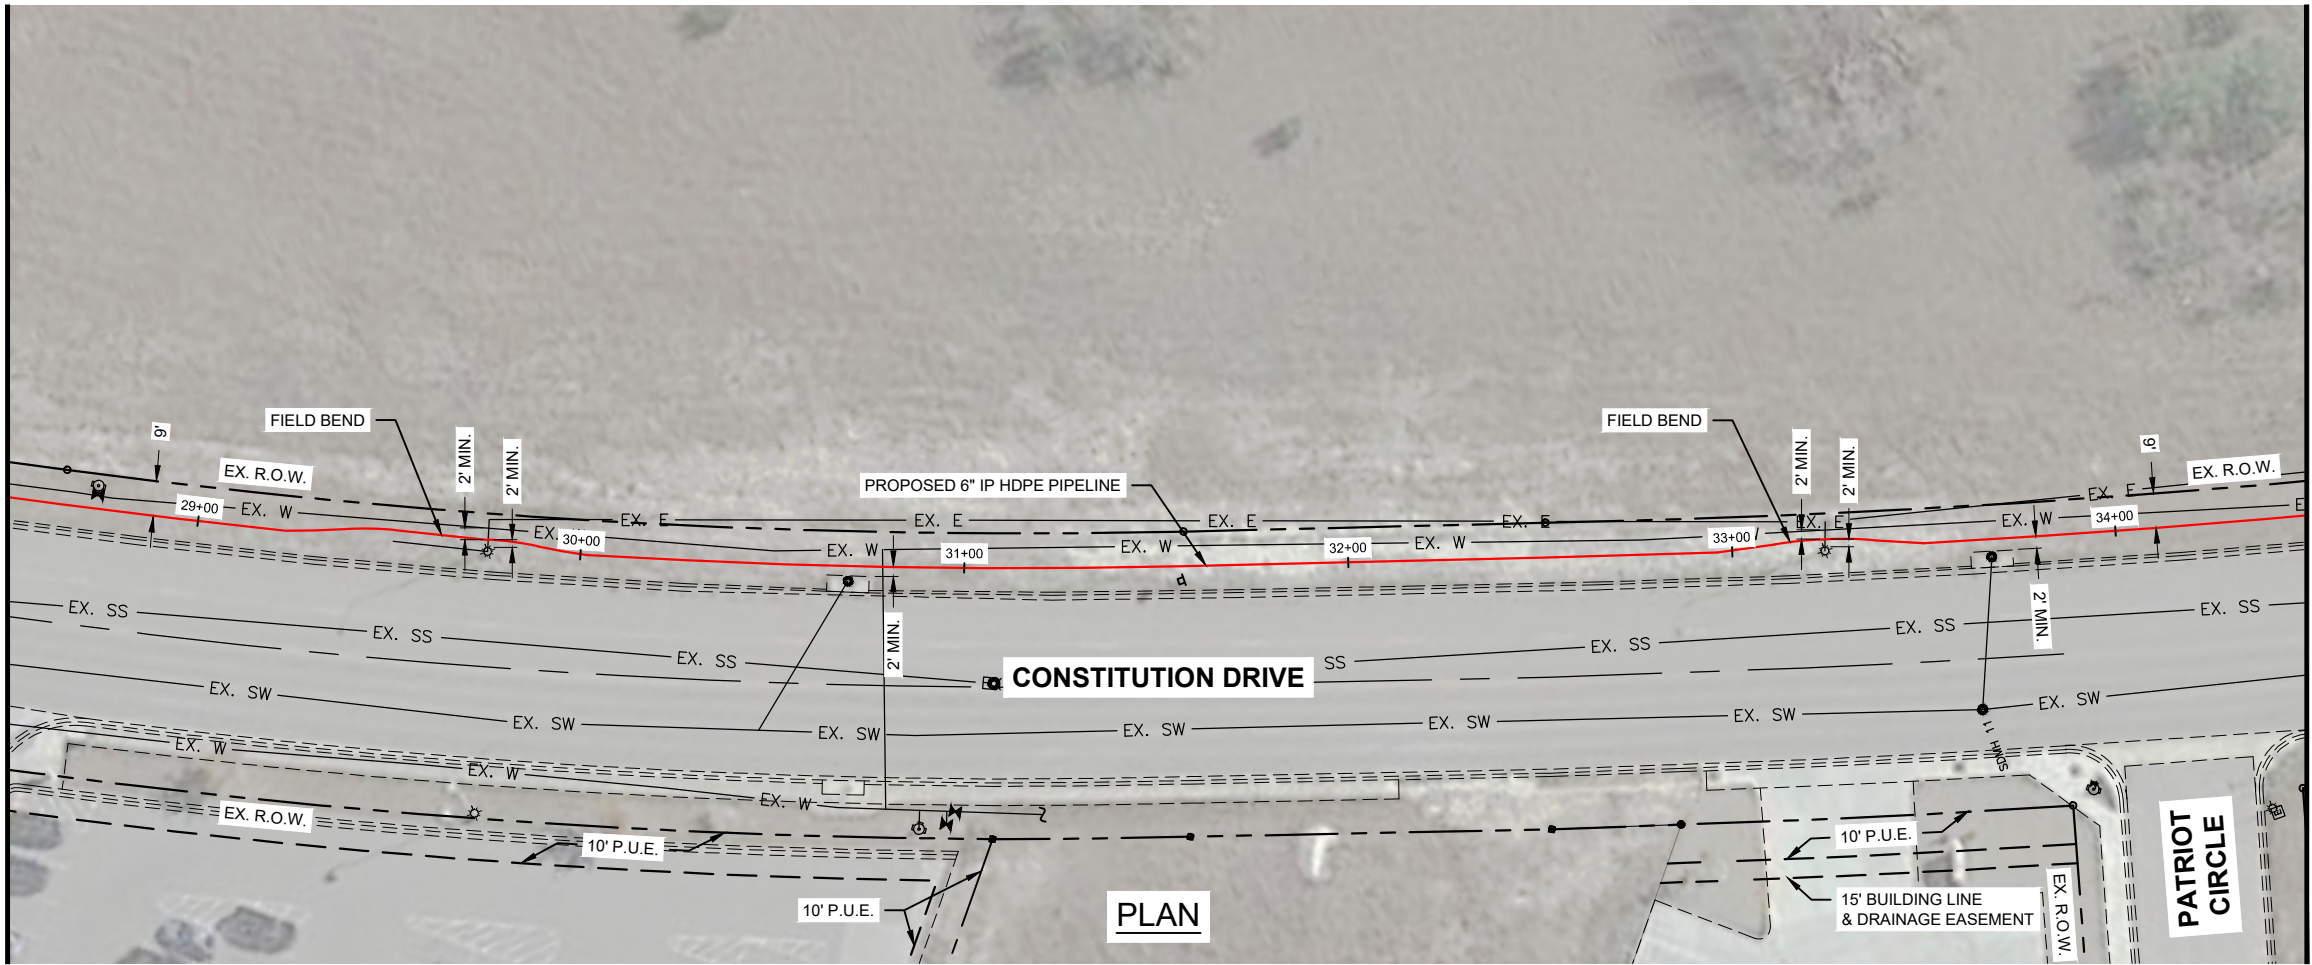 9'
EX. R.O.W.
FIELD BEND
2' MIN.
2' MIN.
PROPOSED 6" IP HDPE PIPELINE
FIELD BEND
2' MIN.
2' MIN.
9'
EX. R.O.W.
29+00
EX. W
EX.
30+00
EX. E
EX. W
EX. E
31+00
EX. W
EX. E
32+00
EX. W
EX. E
33+00
EX. E
EX. W
EX. E
34+00
E
2' MIN.
2' MIN.
EX. SS
EX. SS
EX. SS
CONSTITUTION DRIVE
SS
EX. SS
EX. SS
EX. SS
EX. SW
EX. SW
EX. SW
EX. SW
EX. SW
EX. SW
EX. SW
SDMH 11
EX. W
EX. W
EX. W
EX. R.O.W.
10' P.U.E.
10' P.U.E.
PLAN
10' P.U.E.
15' BUILDING LINE
& DRAINAGE EASEMENT
EX. R.O.W.
PATRIOT
CIRCLE